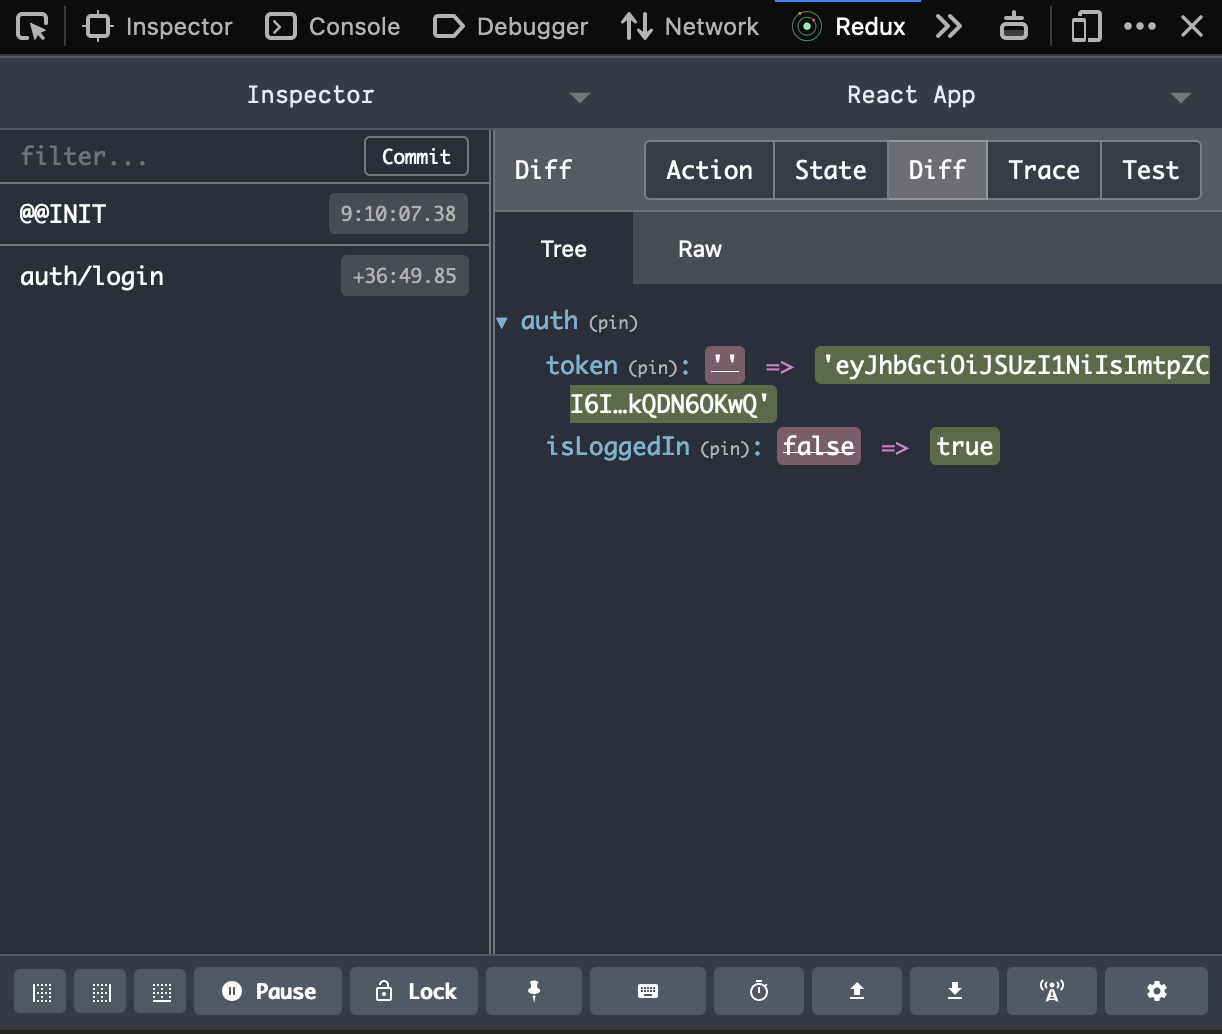 Inspector Console Debugger Network Redux
Inspector React App
filter... Commit
@@INIT 9:10:07.38
auth/login +36:49.85
Diff Action State Diff Trace Test
Tree Raw
auth (pin)
token (pin): '' => 'eyJhbGciOiJSUzI1NiIsImtpZC
I6I…kQDN6OKwQ'
isLoggedIn (pin): false => true
Pause Lock